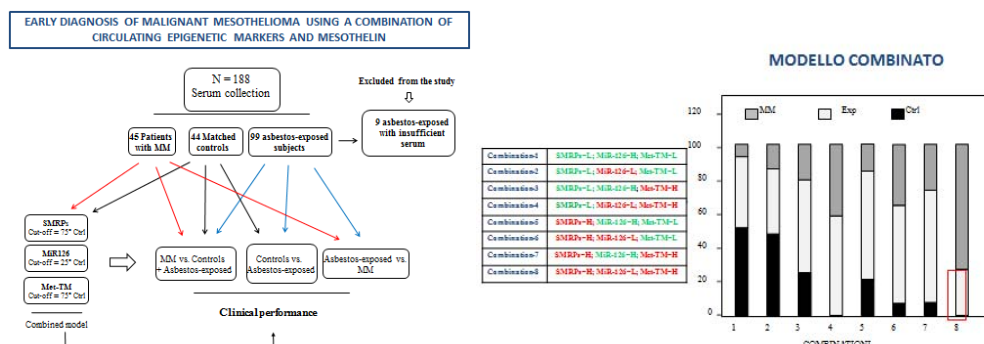 EARLY DIAGNOSIS OF MALIGNANT MESOTHELIOMA USING A COMBINATION OF
CIRCULATING EPIGENETIC MARKERS AND MESOTHELIN
N = 188
Serum collection
Excluded from the study
45 Patients
with MM
44 Matched
controls
99 asbestos-exposed
subjects
9 asbestos-exposed
with insufficient
serum
SMRPs
Cut-off = 75° Ctrl
MiR126
Cut-off = 25° Ctrl
Met-TM
Cut-off = 75° Ctrl
Combined model
MM vs. Controls
+ Asbestos-exposed
Controls vs.
Asbestos-exposed
Asbestos-exposed vs.
MM
Clinical performance
Combination-1 SMRPs=L; MiR-126=H; Met-TM=L
Combination-2 SMRPs=L; MiR-126=L; Met-TM=L
Combination-3 SMRPs=L; MiR-126=H; Met-TM=H
Combination-4 SMRPs=L; MiR-126=L; Met-TM=H
Combination-5 SMRPs=H; MiR-126=H; Met-TM=L
Combination-6 SMRPs=H; MiR-126=L; Met-TM=L
Combination-7 SMRPs=H; MiR-126=H; Met-TM=H
Combination-8 SMRPs=H; MiR-126=L; Met-TM=H
MODELLO COMBINATO
MM Exp Ctrl
120
100
80
60
40
20
0
1 2 3 4 5 6 7 8